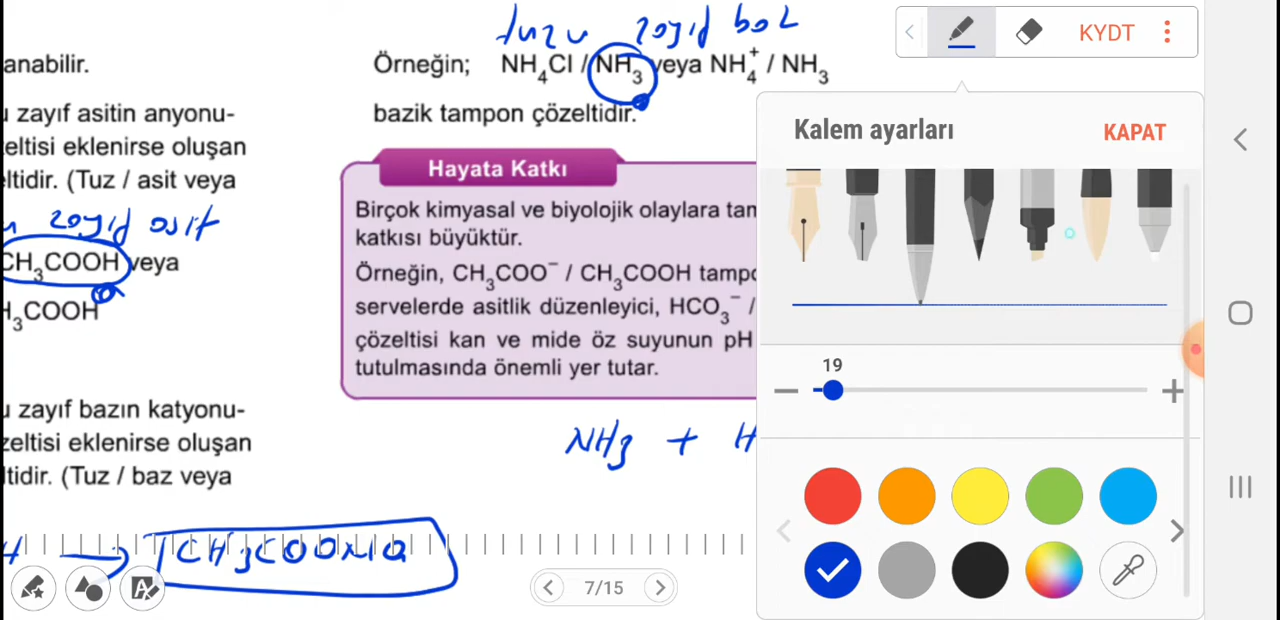 KYDT
tuzu zayıf baz
anabilir.
Örneğin; NH₄Cl / NH₃ veya NH₄⁺ / NH₃
bazik tampon çözeltidir.
u zayıf asitin anyonu-
eltisi eklenirse oluşan
eltidir. (Tuz / asit veya
zayıf asit
CH₃COOH veya
H₃COOH
Hayata Katkı
Birçok kimyasal ve biyolojik olaylara tam
katkısı büyüktür.
Örneğin, CH₃COO⁻ / CH₃COOH tampo
servelerde asitlik düzenleyici, HCO₃⁻ /
çözeltisi kan ve mide öz suyunun pH
tutulmasında önemli yer tutar.
u zayıf bazın katyonu-
zeltisi eklenirse oluşan
ltidir. (Tuz / baz veya
NH₃ + H
H → CH₃COONa
7/15
Kalem ayarları
KAPAT
19